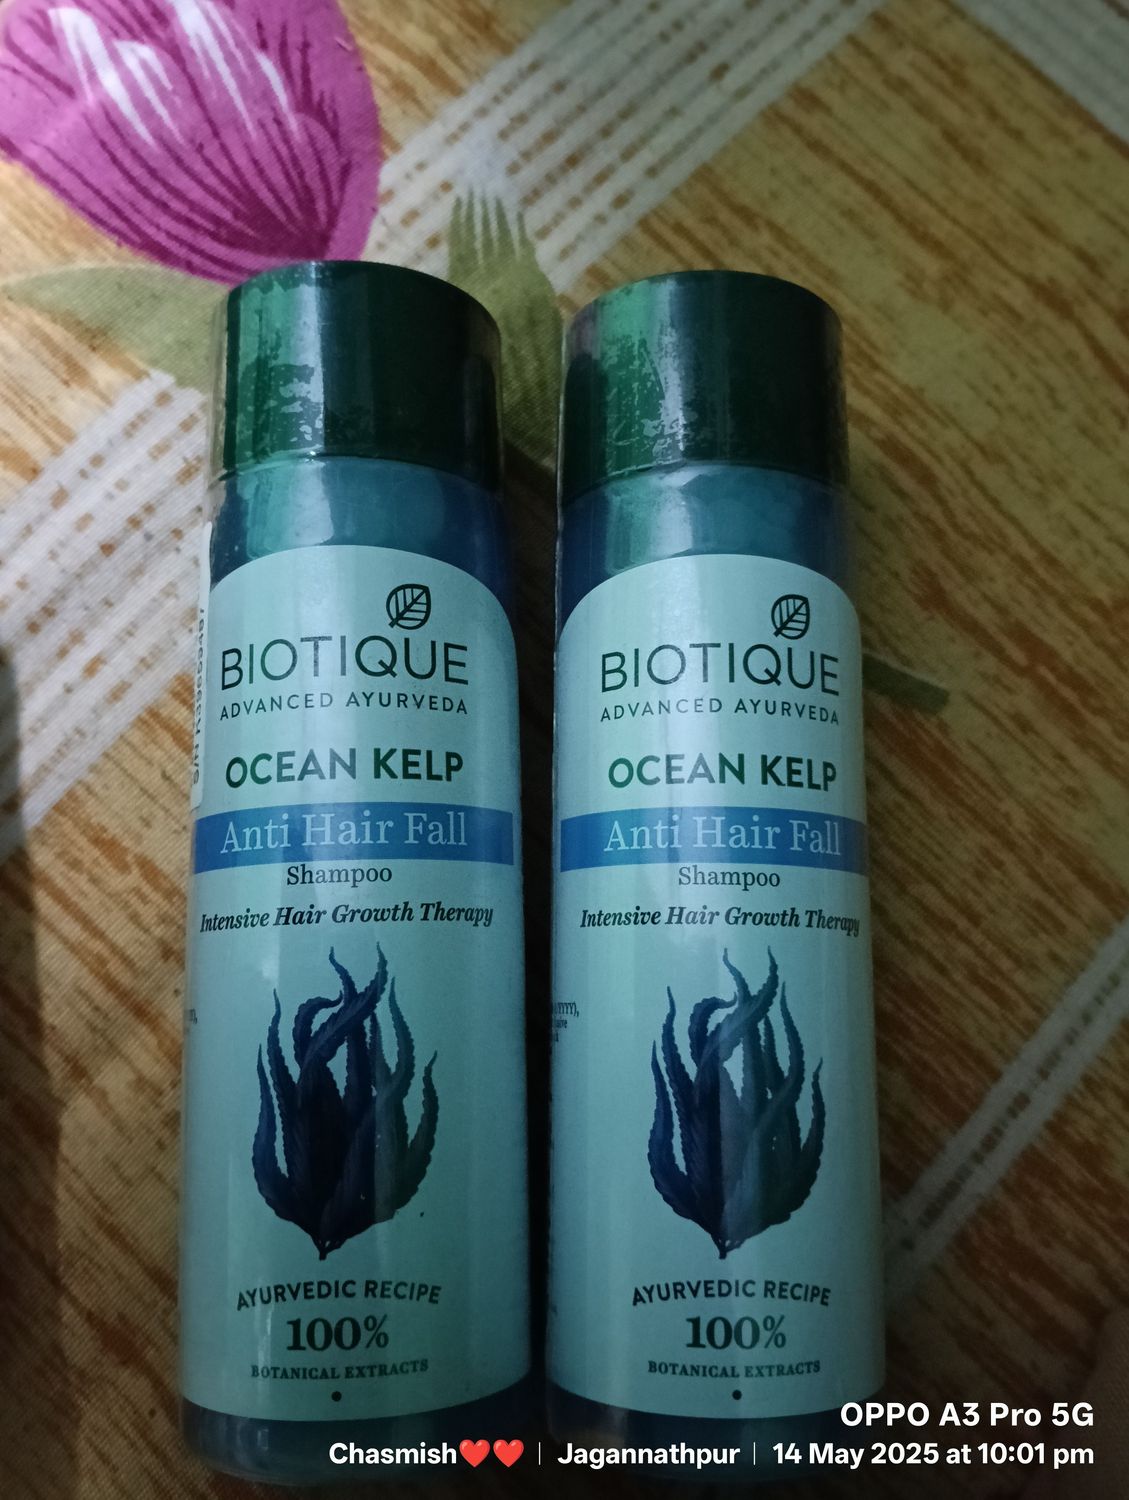 BIOTIQUE
ADVANCED AYURVEDA
OCEAN KELP
Anti Hair Fall
Shampoo
Intensive Hair Growth Therapy
AYURVEDIC RECIPE
100%
BOTANICAL EXTRACTS
BIOTIQUE
ADVANCED AYURVEDA
OCEAN KELP
Anti Hair Fall
Shampoo
Intensive Hair Growth Therapy
AYURVEDIC RECIPE
100%
BOTANICAL EXTRACTS
OPPO A3 Pro 5G
Chasmish❤️❤️ | Jagannathpur | 14 May 2025 at 10:01 pm